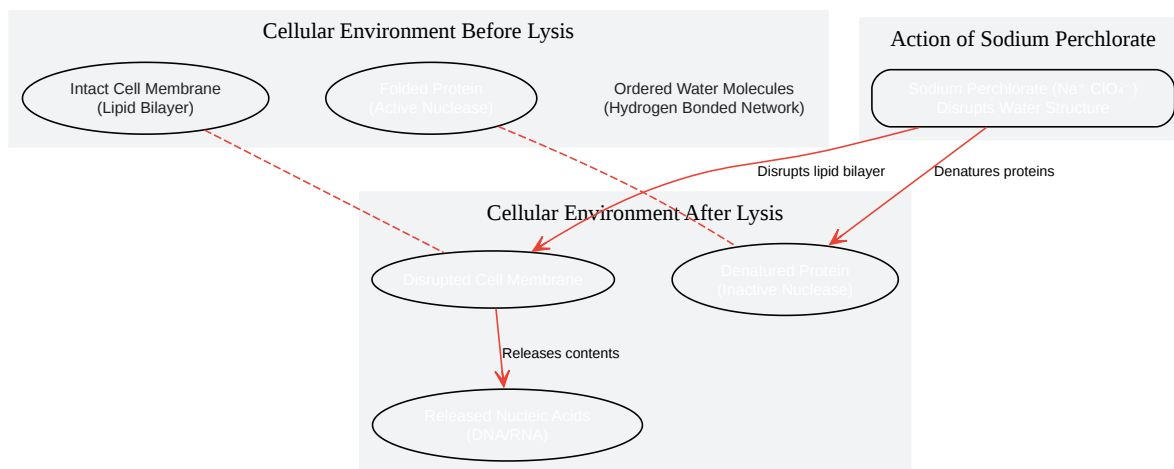 Cellular Environment Before Lysis
Intact Cell Membrane
(Lipid Bilayer)
Folded Protein
(Active Nuclease)
Ordered Water Molecules
(Hydrogen Bonded Network)
Action of Sodium Perchlorate
Sodium Perchlorate (Na⁺ ClO₄⁻)
Disrupts Water Structure
Disrupts lipid bilayer
Denatures proteins
Cellular Environment After Lysis
Disrupted Cell Membrane
Denatured Protein
(Inactive Nuclease)
Releases contents
Released Nucleic Acids
(DNA/RNA)